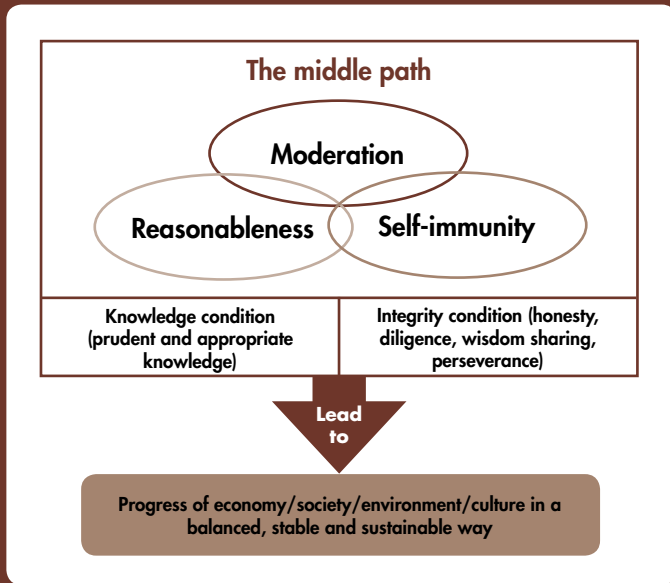 The middle path
Moderation
Reasonableness
Self-immunity
Knowledge condition
(prudent and appropriate
knowledge)
Integrity condition (honesty,
diligence, wisdom sharing,
perseverance)
Lead
to
Progress of economy/society/environment/culture in a
balanced, stable and sustainable way